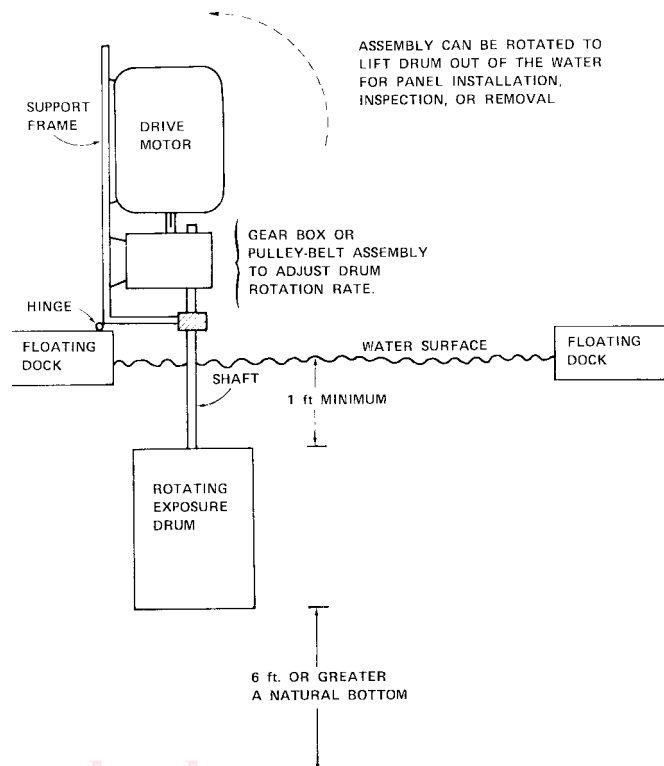 ASSEMBLY CAN BE ROTATED TO
LIFT DRUM OUT OF THE WATER
FOR PANEL INSTALLATION,
INSPECTION, OR REMOVAL
SUPPORT
FRAME
DRIVE
MOTOR
GEAR BOX OR
PULLEY-BELT ASSEMBLY
TO ADJUST DRUM
ROTATION RATE.
HINGE
FLOATING
DOCK
WATER SURFACE
FLOATING
DOCK
SHAFT
1 ft MINIMUM
ROTATING
EXPOSURE
DRUM
6 ft. OR GREATER
A NATURAL BOTTOM